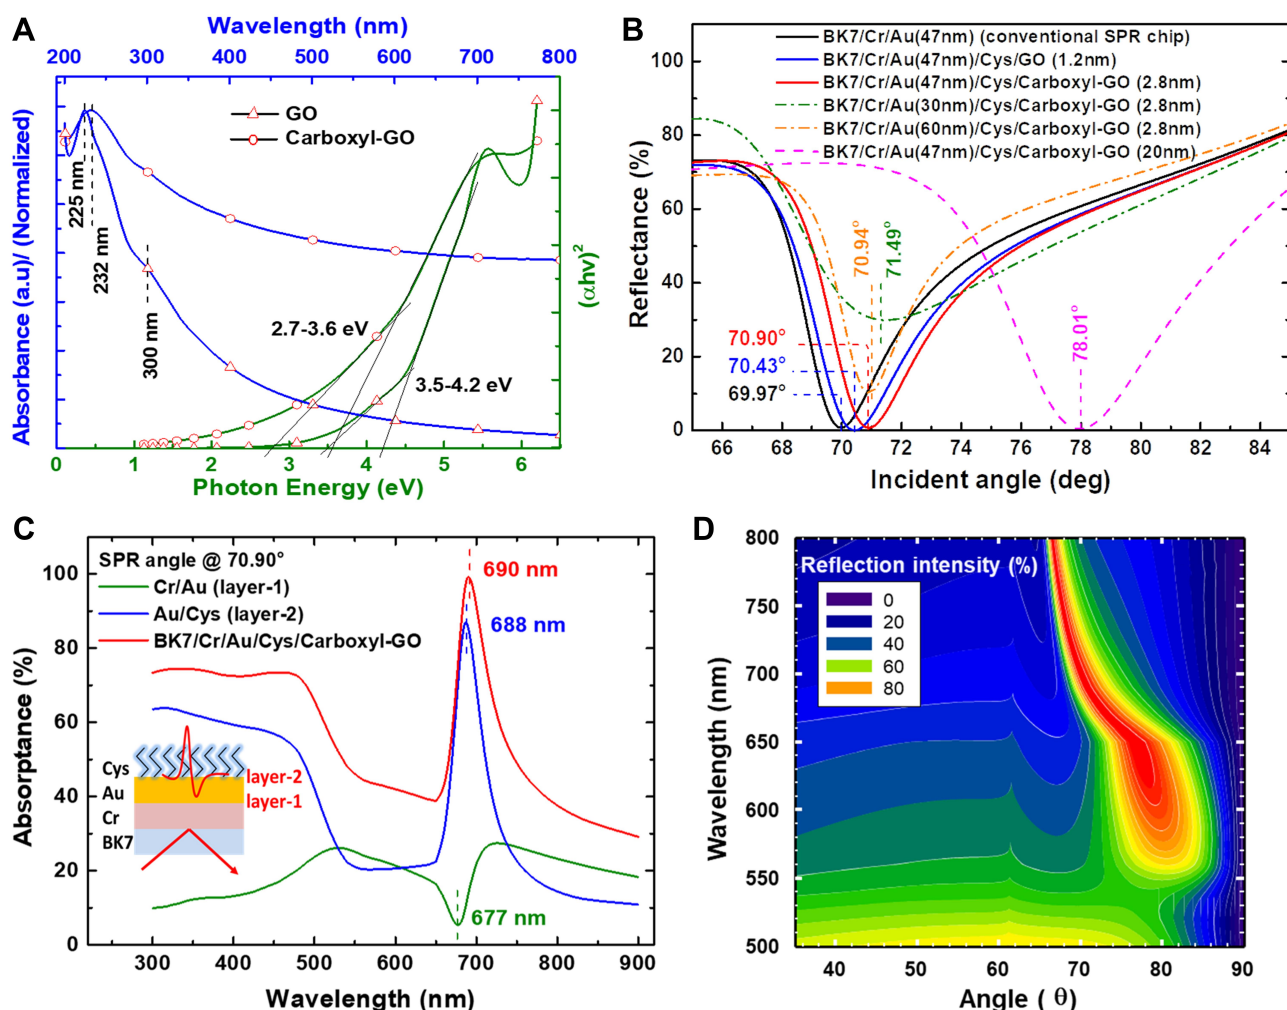 A
Wavelength, nm
200 300 400 500 600 700 800
Absorbance (a.u)/ (Normalized)
GO
Carboxyl-GO
225 nm
232 nm
300 nm
2.7-3.6 eV
3.5-4.2 eV
(αhv)²
0 1 2 3 4 5 6
Photon Energy (eV)
B
BK7/Cr/Au(47nm) (conventional SPR chip)
BK7/Cr/Au(47nm)/Cys/GO (1.2nm)
BK7/Cr/Au(47nm)/Cys/Carboxyl-GO (2.8nm)
BK7/Cr/Au(30nm)/Cys/Carboxyl-GO (2.8nm)
BK7/Cr/Au(60nm)/Cys/Carboxyl-GO (2.8nm)
BK7/Cr/Au(47nm)/Cys/Carboxyl-GO (20nm)
Reflectance (%)
100
80
60
40
20
0
70.94°
71.49°
78.01°
70.90°
70.43°
69.97°
66 68 70 72 74 76 78 80 82 84
Incident angle (deg)
C
SPR angle @ 70.90°
Cr/Au (layer-1)
Au/Cys (layer-2)
BK7/Cr/Au/Cys/Carboxyl-GO
690 nm
688 nm
677 nm
Absorptance (%)
100
80
60
40
20
0
Cys
Au
Cr
BK7
layer-2
layer-1
300 400 500 600 700 800 900
Wavelength (nm)
D
Reflection intensity (%)
0
20
40
60
80
Wavelength (nm)
800
750
700
650
600
550
500
40 50 60 70 80 90
Angle ( θ)